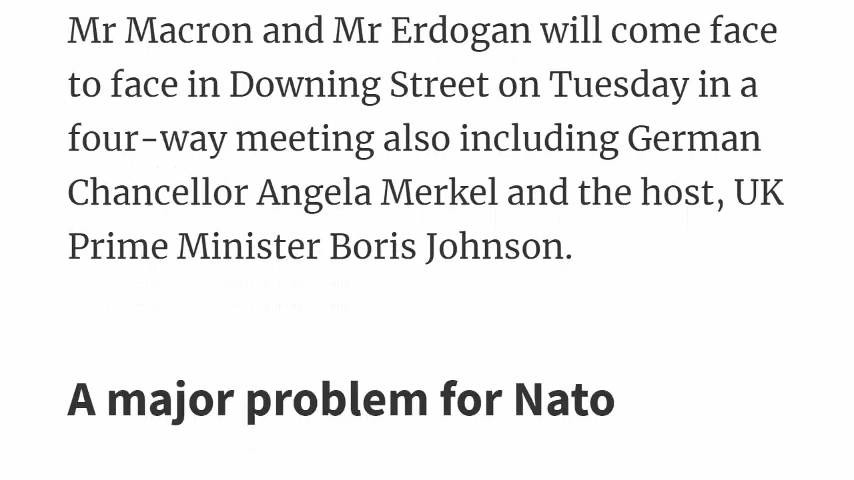 Mr Macron and Mr Erdogan will come face
to face in Downing Street on Tuesday in a
four-way meeting also including German
Chancellor Angela Merkel and the host, UK
Prime Minister Boris Johnson.
A major problem for Nato